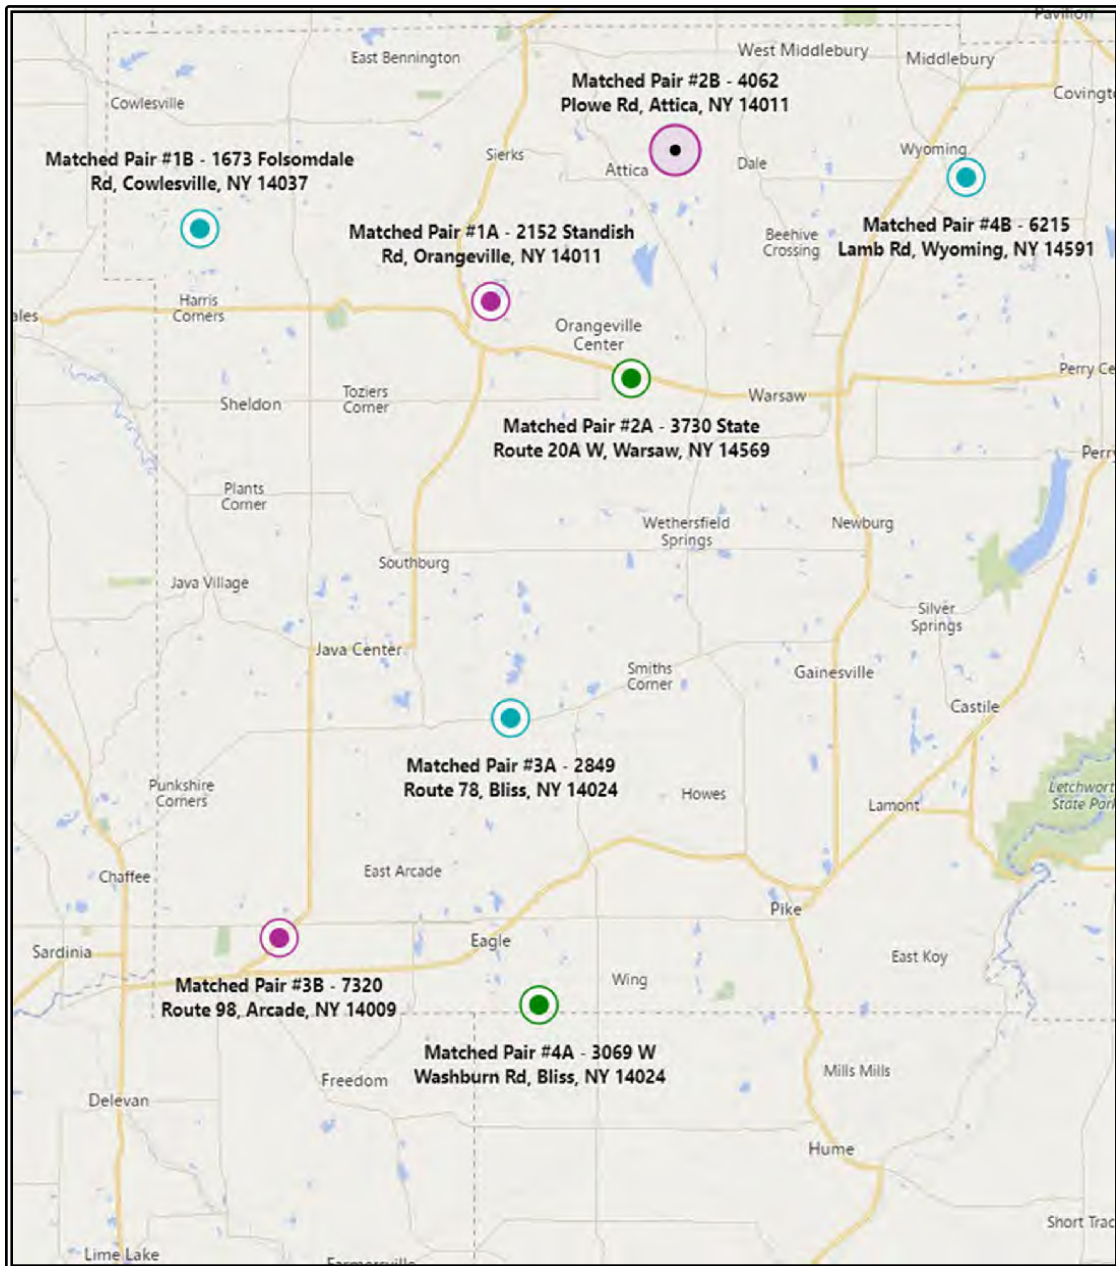 Pavilion
East Bennington
West Middlebury
Middlebury
Matched Pair #2B - 4062
Plowe Rd, Attica, NY 14011
Cowlesville
Covingt
Sierks
Attica
Dale
Wyoming
Matched Pair #1B - 1673 Folsomdale
Rd, Cowlesville, NY 14037
Matched Pair #1A - 2152 Standish
Rd, Orangeville, NY 14011
Beehive
Crossing
Matched Pair #4B - 6215
Lamb Rd, Wyoming, NY 14591
Harris
Corners
ales
Orangeville
Center
Perry Ce
Toziers
Corner
Sheldon
Warsaw
Matched Pair #2A - 3730 State
Route 20A W, Warsaw, NY 14569
Perry
Plants
Corner
Wethersfield
Springs
Newburg
Southburg
Java Village
Silver
Springs
Java Center
Smiths
Corner
Gainesville
Castile
Matched Pair #3A - 2849
Route 78, Bliss, NY 14024
Punkshire
Corners
Howes
Lamont
Letchwort
State Park
East Arcade
Chaffee
Pike
Eagle
Sardinia
East Koy
Wing
Matched Pair #3B - 7320
Route 98, Arcade, NY 14009
Matched Pair #4A - 3069 W
Washburn Rd, Bliss, NY 14024
Freedom
Mills Mills
Delevan
Hume
Short Trac
Lime Lake
Farmersville